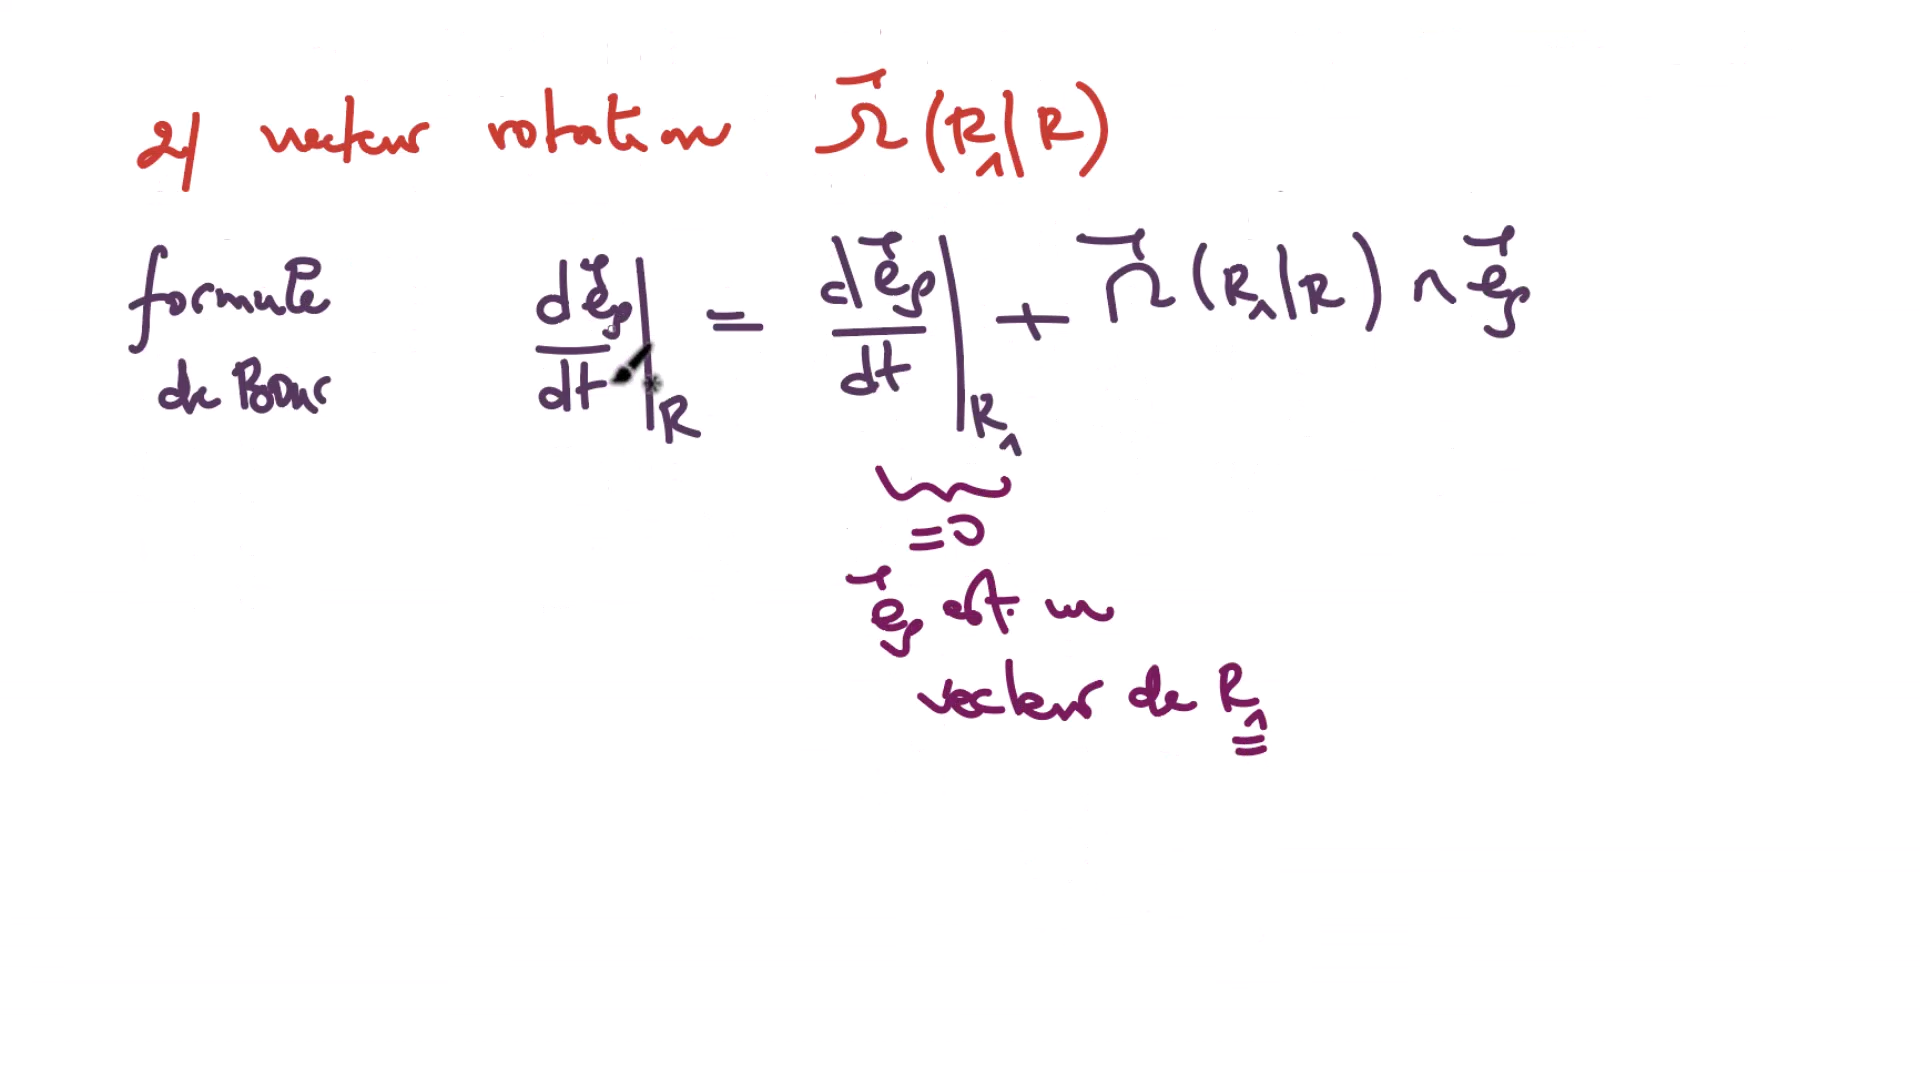 2/ vecteur rotation Ω⃗ (R₁/R)
formule de Bour de⃗ρ/dt|R = de⃗ρ/dt|R₁ + Ω⃗ (R₁/R) ∧ e⃗ρ
=0
e⃗ρ est un
vecteur de R₁